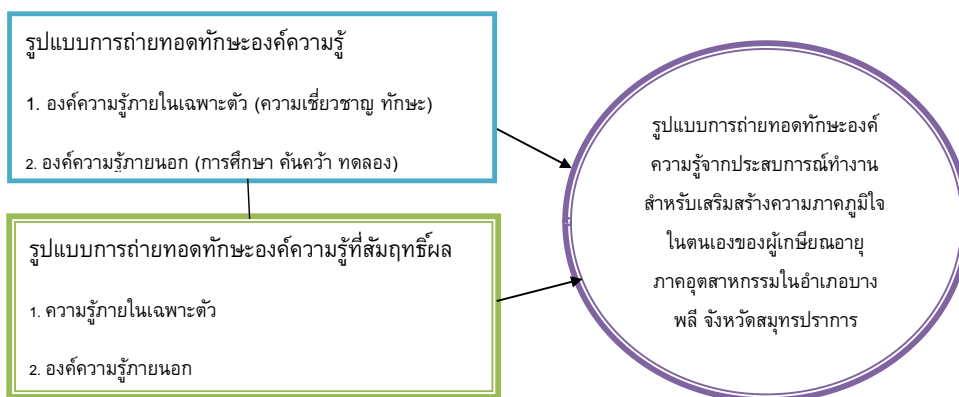 รูปแบบการถ่ายทอดทักษะองค์ความรู้
1. องค์ความรู้ภายในเฉพาะตัว (ความเชี่ยวชาญ ทักษะ)
2. องค์ความรู้ภายนอก (การศึกษา ค้นคว้า ทดลอง)
รูปแบบการถ่ายทอดทักษะองค์ความรู้ที่สัมฤทธิ์ผล
1. ความรู้ภายในเฉพาะตัว
2. องค์ความรู้ภายนอก
รูปแบบการถ่ายทอดทักษะองค์
ความรู้จากประสบการณ์ทำงาน
สำหรับเสริมสร้างความภาคภูมิใจ
ในตนเองของผู้เกษียณอายุ
ภาคอุตสาหกรรมในอำเภอบาง
พลี จังหวัดสมุทรปราการ